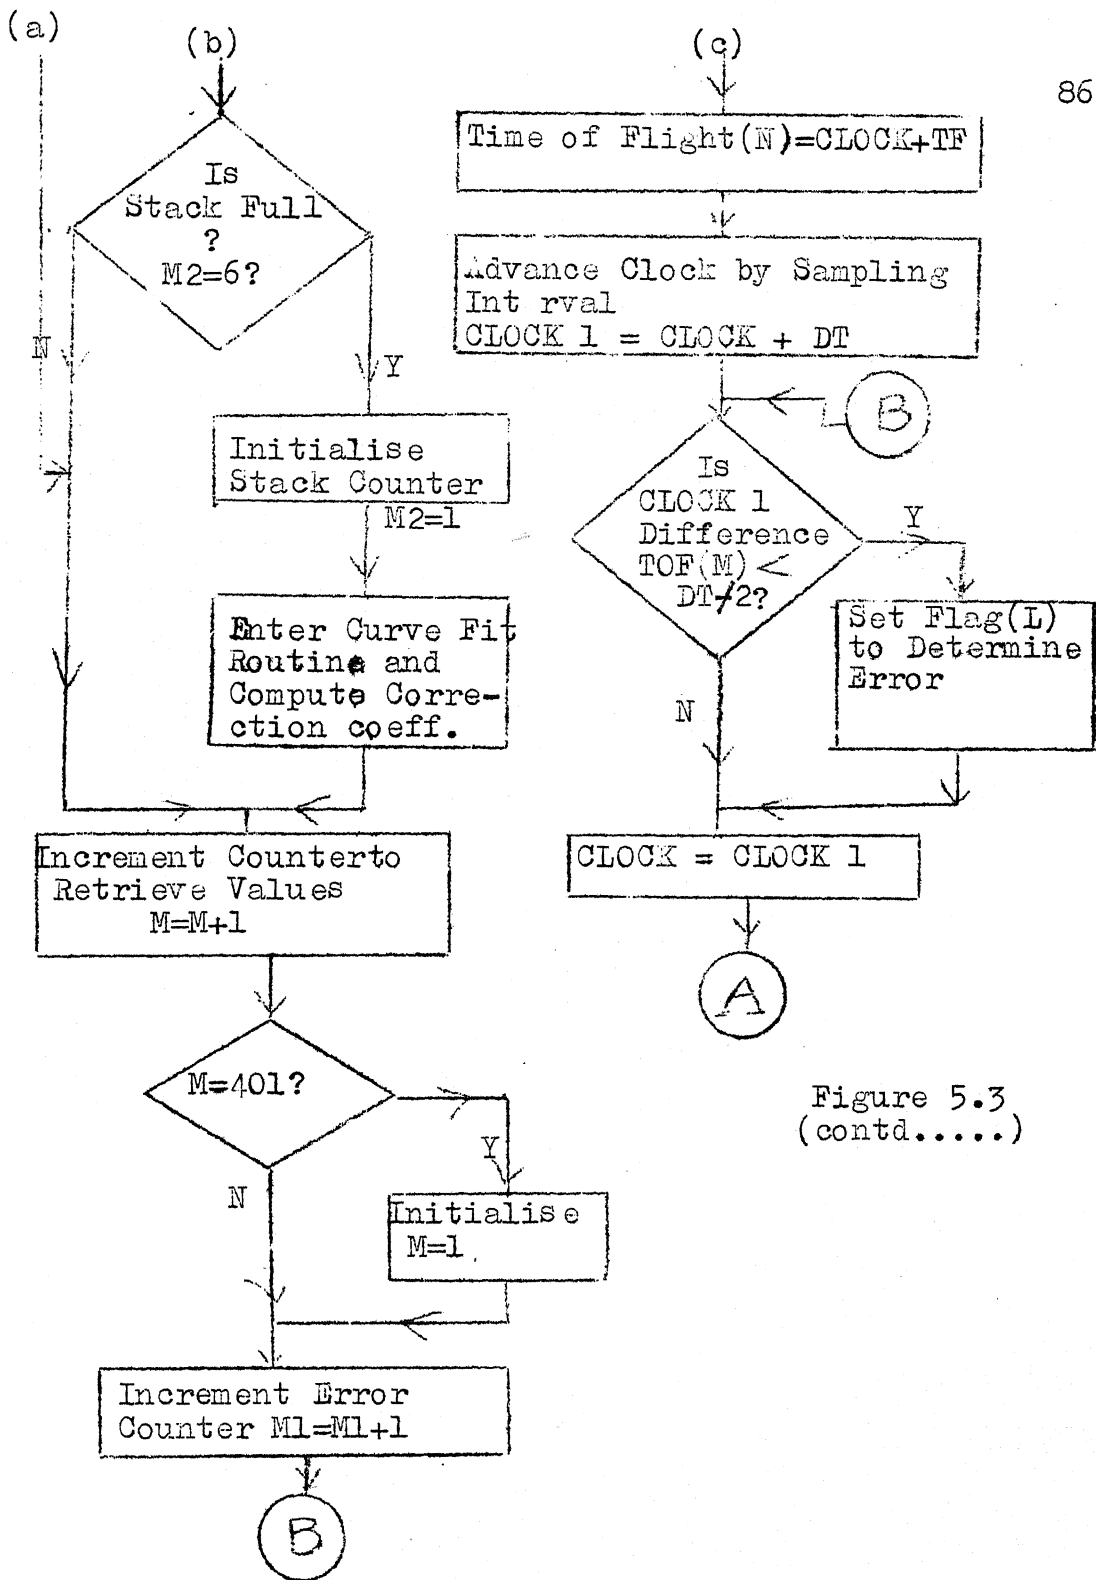 (a)
(b)
(c)
86
Is
Stack Full
?
M2=6?
N
Y
Initialise
Stack Counter
M2=1
Enter Curve Fit
Routine and
Compute Corre-
ction coeff.
Increment Counterto
Retrieve Values
M=M+1
M=401?
Y
N
Initialise
M=1
Increment Error
Counter M1=M1+1
B
Time of Flight(N)=CLOCK+TF
Advance Clock by Sampling
Int rval
CLOCK 1 = CLOCK + DT
B
Is
CLOCK 1
Difference
TOF(M) <
DT/2?
Y
Set Flag(L)
to Determine
Error
N
CLOCK = CLOCK 1
A
Figure 5.3
(contd.....)